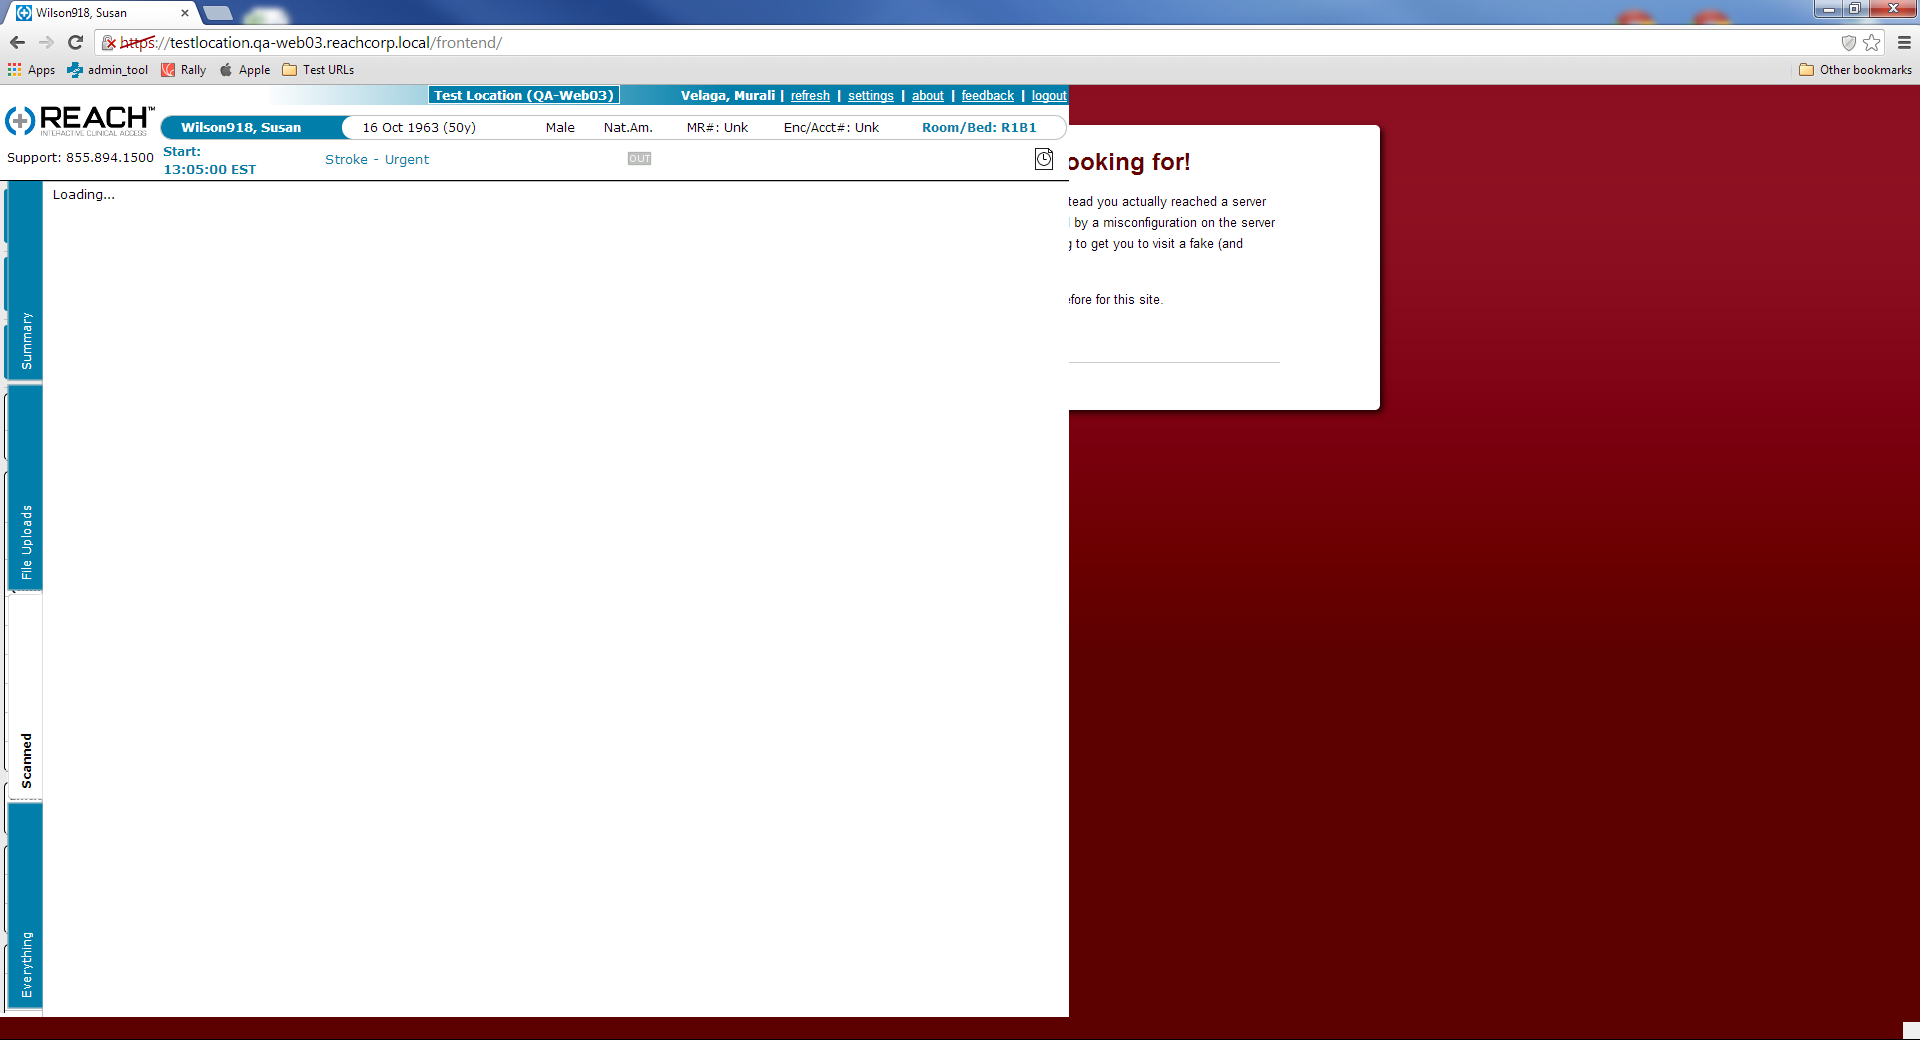 Wilson918, Susan
https://testlocation.qa-web03.reachcorp.local/frontend/
Apps admin_tool Rally Apple Test URLs Other bookmarks
Test Location (QA-Web03) Velaga, Murali | refresh | settings | about | feedback | logout
REACH™
INTERACTIVE CLINICAL ACCESS
Wilson918, Susan 16 Oct 1963 (50y) Male Nat.Am. MR#: Unk Enc/Acct#: Unk Room/Bed: R1B1
Support: 855.894.1500
Start:
13:05:00 EST
Stroke - Urgent
OUT
Loading...
Summary
File Uploads
Scanned
Everything
ooking for!
tead you actually reached a server
by a misconfiguration on the server
g to get you to visit a fake (and
efore for this site.